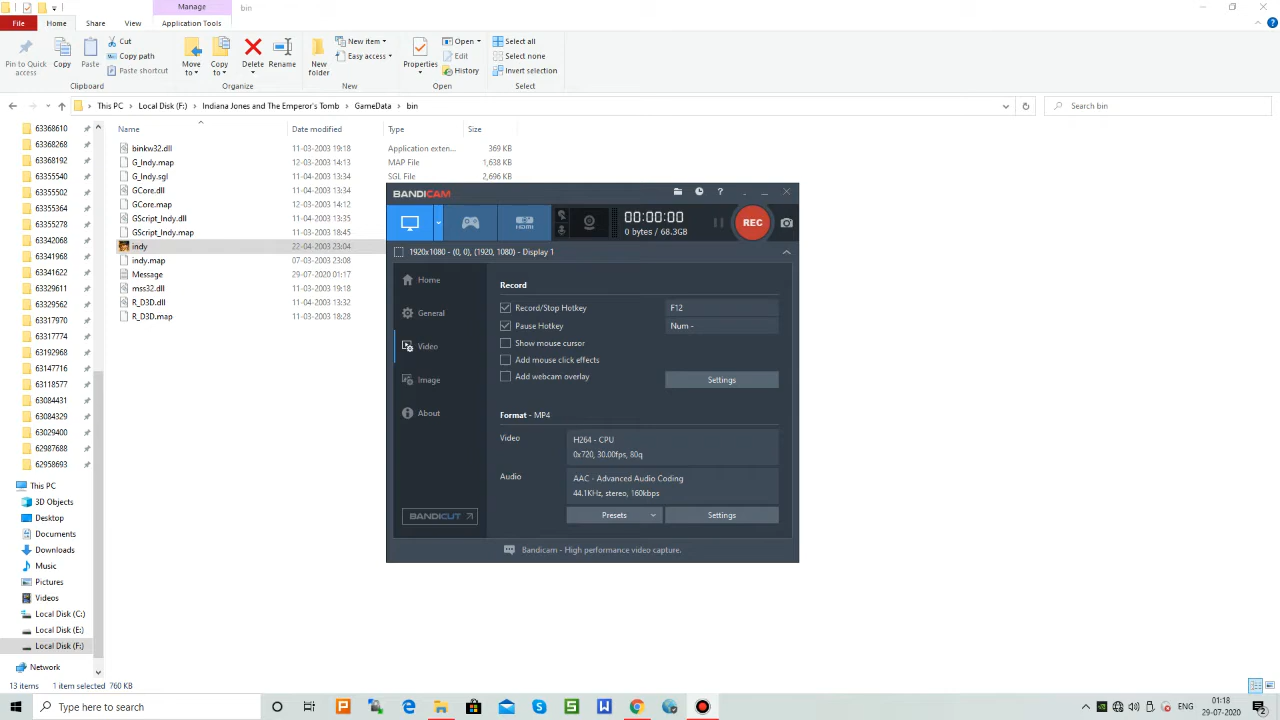 Manage
bin
File
Home
Share
View
Application Tools
Pin to Quick access
Copy
Paste
Cut
Copy path
Paste shortcut
Clipboard
Move to
Copy to
Delete
Rename
Organize
New folder
New item
Easy access
New
Properties
Open
Edit
History
Open
Select all
Select none
Invert selection
Select
This PC
Local Disk (F:)
Indiana Jones and The Emperor's Tomb
GameData
bin
Search bin
63368610
63368268
63368192
63355540
63355502
63355364
63355278
63342068
63341968
63341622
63329611
63329562
63317970
63317774
63192968
63147716
63118577
63084431
63084329
63029400
62987688
62958693
This PC
3D Objects
Desktop
Documents
Downloads
Music
Pictures
Videos
Local Disk (C:)
Local Disk (E:)
Local Disk (F:)
Network
Name Date modified Type Size
binkw32.dll 11-03-2003 19:18 Application exten... 369 KB
G_Indy.map 12-03-2003 14:13 MAP File 1,638 KB
G_Indy.sgl 11-04-2003 13:34 SGL File 2,696 KB
GCore.dll 11-04-2003 13:34
GCore.map 12-03-2003 14:12
GScript_Indy.dll 11-04-2003 13:35
GScript_Indy.map 11-03-2003 18:45
Indy 22-04-2003 23:04
indy.map 07-03-2003 23:08
Message 29-07-2020 01:17
mss32.dll 11-03-2003 19:18
R_D3D.dll 11-04-2003 13:32
R_D3D.map 11-03-2003 18:28
BANDICAM
HDMI
00:00:00
0 bytes / 68.3GB
REC
1920x1080 - (0, 0), (1920, 1080) - Display 1
Home
General
Video
Image
About
BANDICUT
Record
Record/Stop Hotkey F12
Pause Hotkey Num -
Show mouse cursor
Add mouse click effects
Add webcam overlay
Settings
Format - MP4
Video
H264 - CPU
0x720, 30.00fps, 80q
Audio
AAC - Advanced Audio Coding
44.1KHz, stereo, 160kbps
Presets
Settings
Bandicam - High performance video capture.
13 items 1 item selected 760 KB
Type here to search
ENG
01:18
29-07-2020